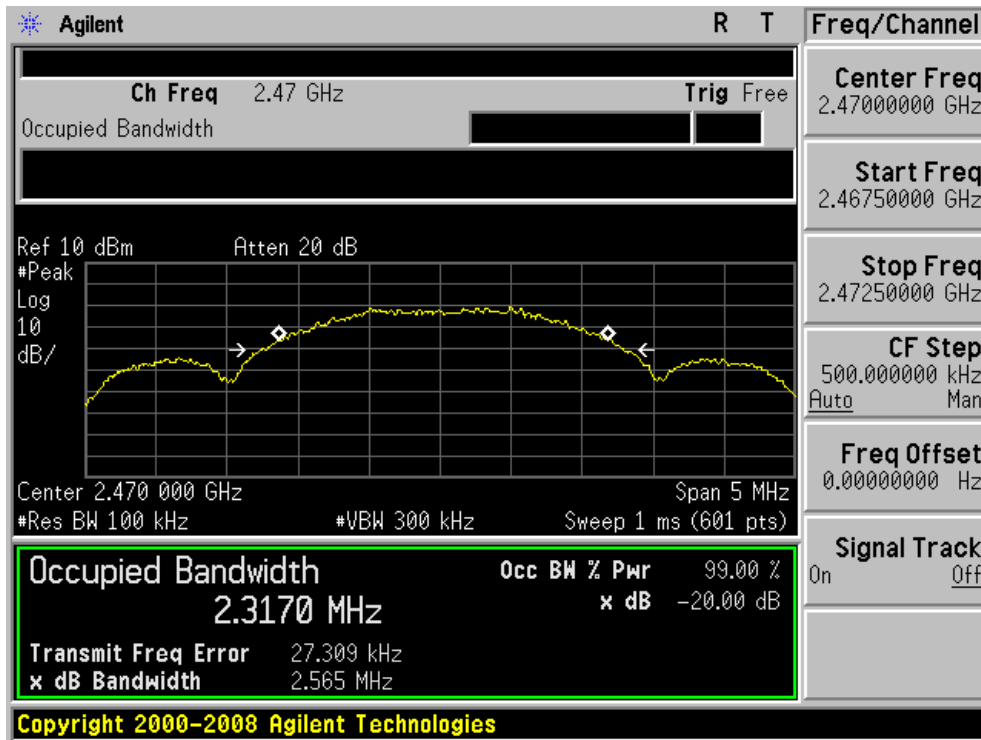 Agilent R T Freq/Channel
Ch Freq 2.47 GHz Trig Free
Occupied Bandwidth
Center Freq
2.47000000 GHz
Start Freq
2.46750000 GHz
Stop Freq
2.47250000 GHz
CF Step
500.000000 kHz
Auto Man
Freq Offset
0.00000000 Hz
Signal Track
On Off
Ref 10 dBm Atten 20 dB
#Peak
Log
10
dB/
Center 2.470 000 GHz Span 5 MHz
#Res BW 100 kHz #VBW 300 kHz Sweep 1 ms (601 pts)
Occupied Bandwidth Occ BW % Pwr 99.00 %
2.3170 MHz x dB -20.00 dB
Transmit Freq Error 27.309 kHz
x dB Bandwidth 2.565 MHz
Copyright 2000-2008 Agilent Technologies